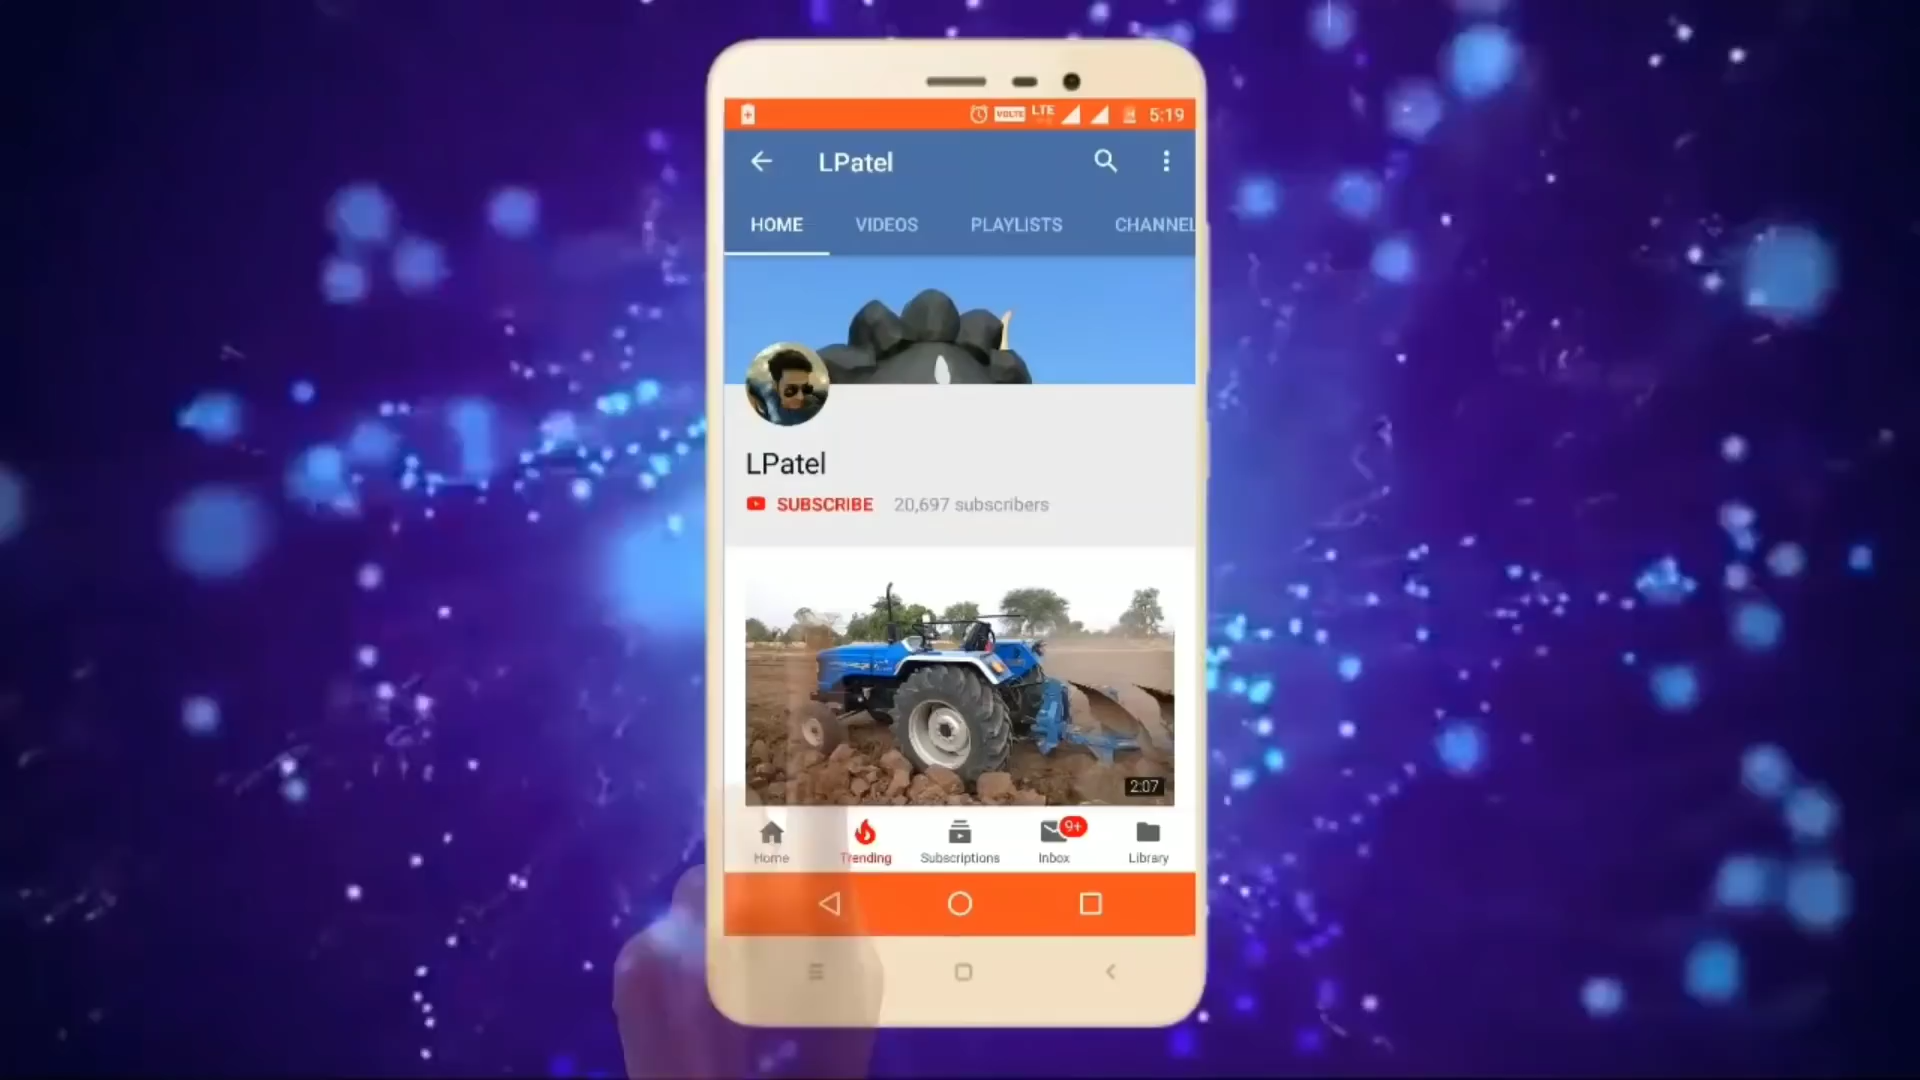 VOLTE LTE 5:19
LPatel
HOME VIDEOS PLAYLISTS CHANNEL
LPatel
SUBSCRIBE 20,697 subscribers
2:07
9+
Home Trending Subscriptions Inbox Library